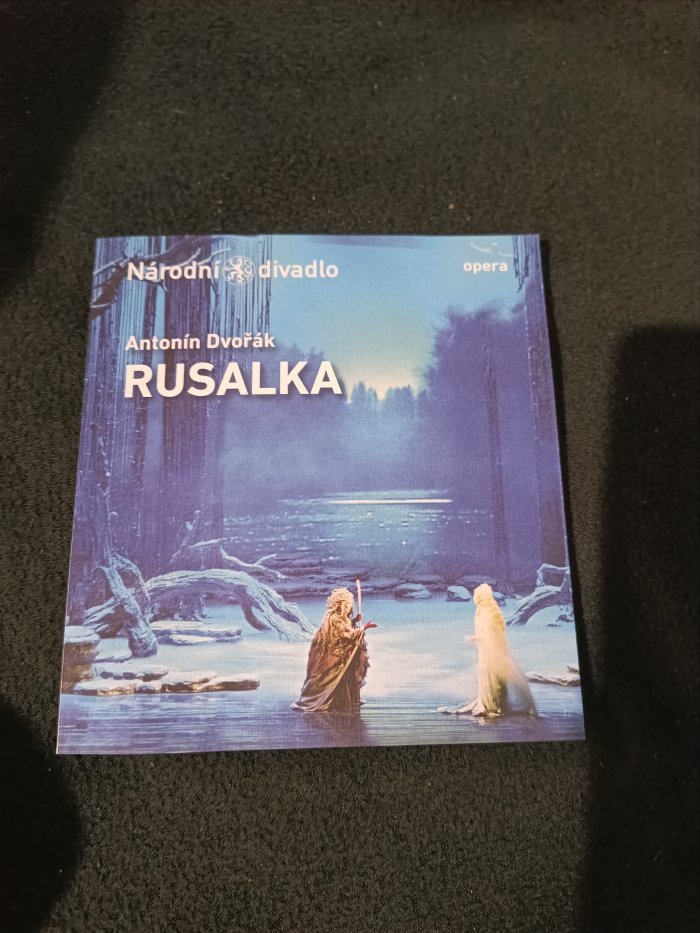 Národní divadlo
opera
Antonín Dvořák
RUSALKA